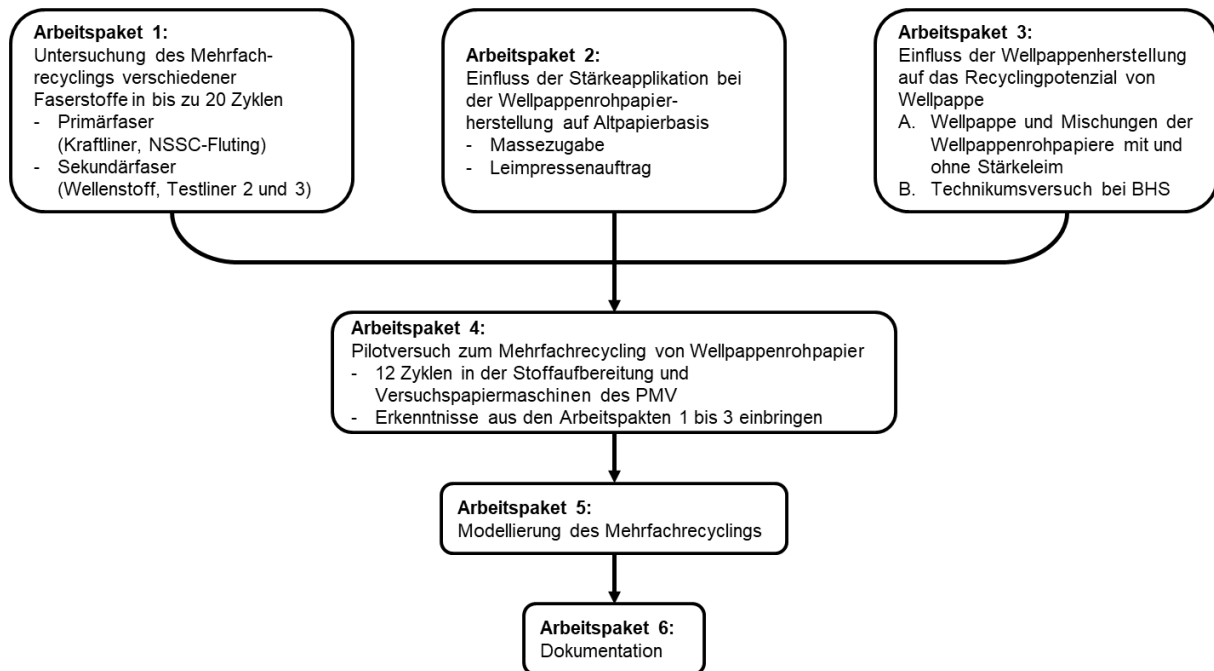 Arbeitspaket 1:
Untersuchung des Mehrfach-
recyclings verschiedener
Faserstoffe in bis zu 20 Zyklen
- Primärfaser
(Kraftliner, NSSC-Fluting)
- Sekundärfaser
(Wellenstoff, Testliner 2 und 3)
Arbeitspaket 2:
Einfluss der Stärkeapplikation bei
der Wellpappenrohpapier-
herstellung auf Altpapierbasis
- Massezugabe
- Leimpressenauftrag
Arbeitspaket 3:
Einfluss der Wellpappenherstellung
auf das Recyclingpotenzial von
Wellpappe
A. Wellpappe und Mischungen der
Wellpappenrohpapiere mit und
ohne Stärkeleim
B. Technikumsversuch bei BHS
Arbeitspaket 4:
Pilotversuch zum Mehrfachrecycling von Wellpappenrohpapier
- 12 Zyklen in der Stoffaufbereitung und
Versuchspapiermaschinen des PMV
- Erkenntnisse aus den Arbeitspakten 1 bis 3 einbringen
Arbeitspaket 5:
Modellierung des Mehrfachrecyclings
Arbeitspaket 6:
Dokumentation